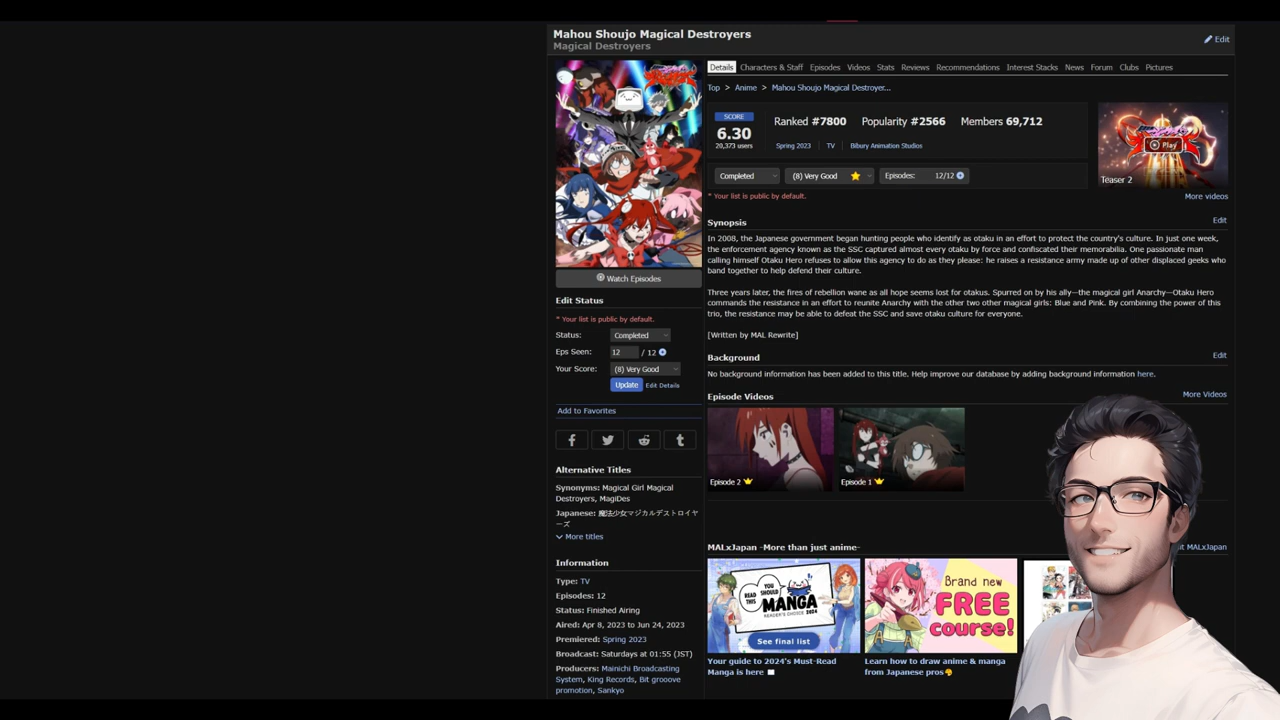 Mahou Shoujo Magical Destroyers
Magical Destroyers
Edit
Details Characters & Staff Episodes Videos Stats Reviews Recommendations Interest Stacks News Forum Clubs Pictures
Top > Anime > Mahou Shoujo Magical Destroyer...
SCORE
6.30
20,373 users
Ranked #7800 Popularity #2566 Members 69,712
Spring 2023 | TV | Bibury Animation Studios
Completed (8) Very Good Episodes: 12/12
* Your list is public by default.
Play
Teaser 2
More videos
Synopsis
Edit
In 2008, the Japanese government began hunting people who identify as otaku in an effort to protect the country's culture. In just one week,
the enforcement agency known as the SSC captured almost every otaku by force and confiscated their memorabilia. One passionate man
calling himself Otaku Hero refuses to allow this agency to do as they please: he raises a resistance army made up of other displaced geeks who
band together to help defend their culture.
Three years later, the fires of rebellion wane as all hope seems lost for otakus. Spurred on by his ally—the magical girl Anarchy—Otaku Hero
commands the resistance in an effort to reunite Anarchy with the other two other magical girls: Blue and Pink. By combining the power of this
trio, the resistance may be able to defeat the SSC and save otaku culture for everyone.
[Written by MAL Rewrite]
Background
Edit
No background information has been added to this title. Help improve our database by adding background information here.
Episode Videos
More Videos
Episode 2
Episode 1
MALxJapan -More than just anime-
MALxJapan
READ THIS
YOU SHOULD
MANGA
READER'S CHOICE 2024
See final list
Brand new
FREE
course!
Your guide to 2024's Must-Read
Manga is here
Learn how to draw anime & manga
from Japanese pros
Watch Episodes
Edit Status
* Your list is public by default.
Status: Completed
Eps Seen: 12 / 12
Your Score: (8) Very Good
Update Edit Details
Add to Favorites
Alternative Titles
Synonyms: Magical Girl Magical
Destroyers, MagiDes
Japanese: 魔法少女マジカルデストロイヤ
ーズ
More titles
Information
Type: TV
Episodes: 12
Status: Finished Airing
Aired: Apr 8, 2023 to Jun 24, 2023
Premiered: Spring 2023
Broadcast: Saturdays at 01:55 (JST)
Producers: Mainichi Broadcasting
System, King Records, Bit grooove
promotion, Sankyo